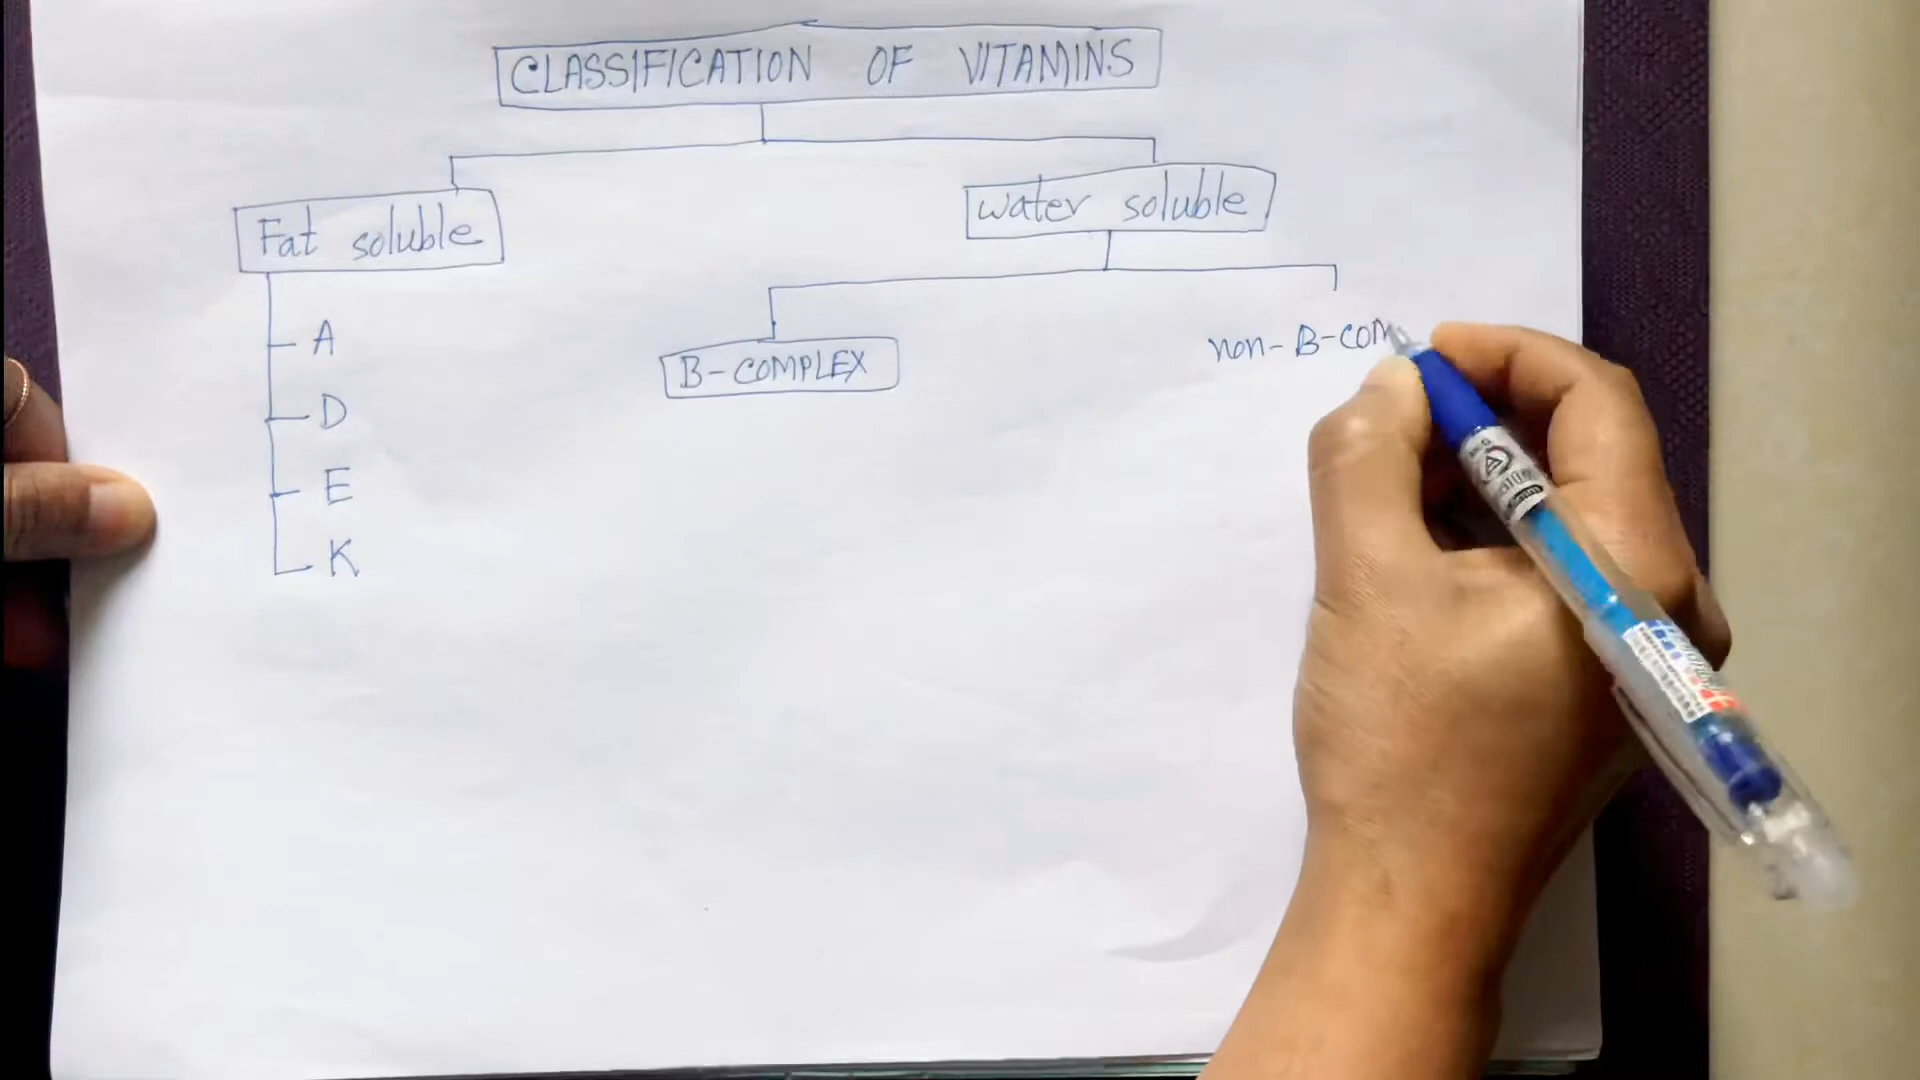 CLASSIFICATION OF VITAMINS
Fat soluble
water soluble
A
D
E
K
B-COMPLEX
non-B-COM